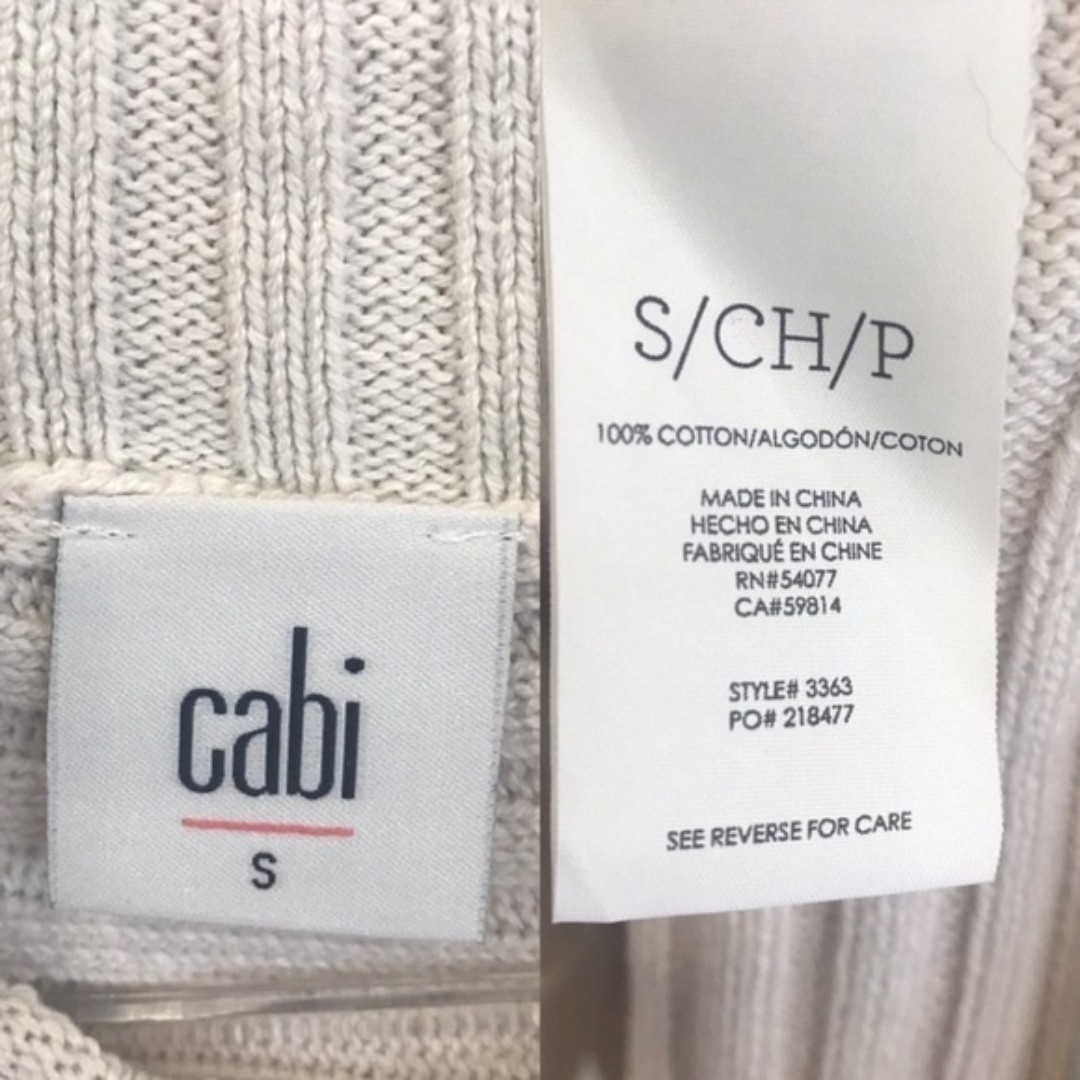 cabi
S
S/CH/P
100% COTTON/ALGODÓN/COTON
MADE IN CHINA
HECHO EN CHINA
FABRIQUÉ EN CHINE
RN#54077
CA#59814
STYLE# 3363
PO# 218477
SEE REVERSE FOR CARE